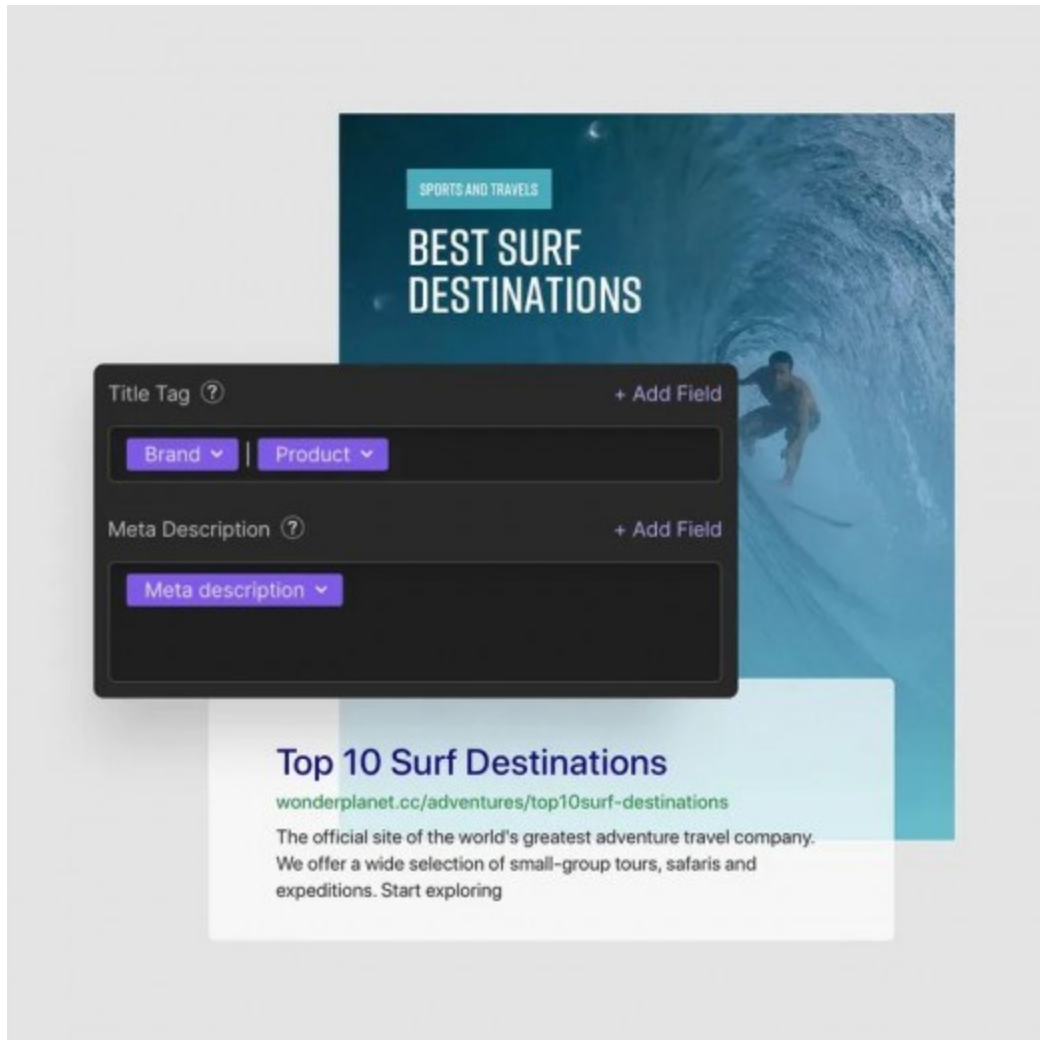 SPORTS AND TRAVELS
BEST SURF
DESTINATIONS
Title Tag ? + Add Field
Brand | Product
Meta Description ? + Add Field
Meta description
Top 10 Surf Destinations
wonderplanet.cc/adventures/top10surf-destinations
The official site of the world's greatest adventure travel company.
We offer a wide selection of small-group tours, safaris and
expeditions. Start exploring